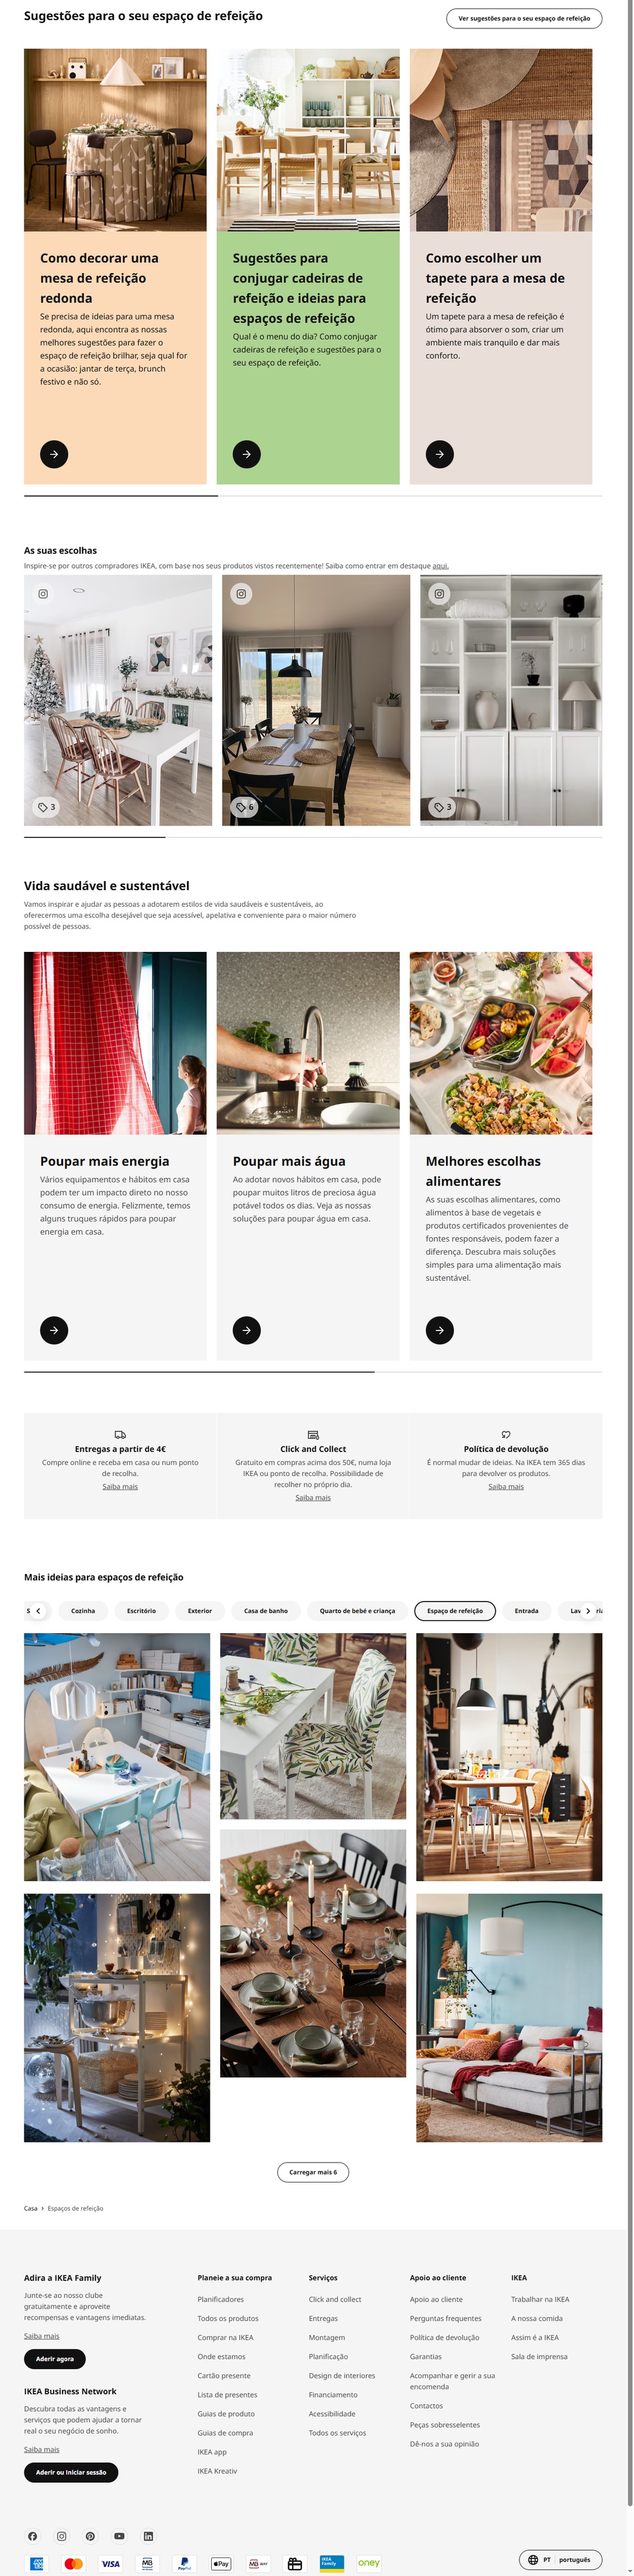 Sugestões para o seu espaço de refeição
Ver sugestões para o seu espaço de refeição
Como decorar uma
mesa de refeição
redonda
Se precisa de ideias para uma mesa
redonda, aqui encontra as nossas
melhores sugestões para fazer o
espaço de refeição brilhar, seja qual for
a ocasião: jantar de terça, brunch
festivo e não só.
Sugestões para
conjugar cadeiras de
refeição e ideias para
espaços de refeição
Qual é o menu do dia? Como conjugar
cadeiras de refeição e sugestões para o
seu espaço de refeição.
Como escolher um
tapete para a mesa de
refeição
Um tapete para a mesa de refeição é
ótimo para absorver o som, criar um
ambiente mais tranquilo e dar mais
conforto.
As suas escolhas
Inspire-se por outros compradores IKEA, com base nos seus produtos vistos recentemente! Saiba como entrar em destaque aqui.
3
6
3
Vida saudável e sustentável
Vamos inspirar e ajudar as pessoas a adotarem estilos de vida saudáveis e sustentáveis, ao
oferecermos uma escolha desejável que seja acessível, apelativa e conveniente para o maior número
possível de pessoas.
Poupar mais energia
Vários equipamentos e hábitos em casa
podem ter um impacto direto no nosso
consumo de energia. Felizmente, temos
alguns truques rápidos para poupar
energia em casa.
Poupar mais água
Ao adotar novos hábitos em casa, pode
poupar muitos litros de preciosa água
potável todos os dias. Veja as nossas
soluções para poupar água em casa.
Melhores escolhas
alimentares
As suas escolhas alimentares, como
alimentos à base de vegetais e
produtos certificados provenientes de
fontes responsáveis, podem fazer a
diferença. Descubra mais soluções
simples para uma alimentação mais
sustentável.
Entregas a partir de 4€
Compre online e receba em casa ou num ponto
de recolha.
Saiba mais
Click and Collect
Gratuito em compras acima dos 50€, numa loja
IKEA ou ponto de recolha. Possibilidade de
recolher no próprio dia.
Saiba mais
Política de devolução
É normal mudar de ideias. Na IKEA tem 365 dias
para devolver os produtos.
Saiba mais
Mais ideias para espaços de refeição
Cozinha
Escritório
Exterior
Casa de banho
Quarto de bebé e criança
Espaço de refeição
Entrada
Carregar mais 6
Casa › Espaços de refeição
Adira a IKEA Family
Junte-se ao nosso clube
gratuitamente e aproveite
recompensas e vantagens imediatas.
Saiba mais
Aderir agora
IKEA Business Network
Descubra todas as vantagens e
serviços que podem ajudar a tornar
real o seu negócio de sonho.
Saiba mais
Aderir ou Iniciar sessão
Planeie a sua compra
Planificadores
Todos os produtos
Comprar na IKEA
Onde estamos
Cartão presente
Lista de presentes
Guias de produto
Guias de compra
IKEA app
IKEA Kreativ
Serviços
Click and collect
Entregas
Montagem
Planificação
Design de interiores
Financiamento
Acessibilidade
Todos os serviços
Apoio ao cliente
Apoio ao cliente
Perguntas frequentes
Política de devolução
Garantias
Acompanhar e gerir a sua
encomenda
Contactos
Peças sobresselentes
Dê-nos a sua opinião
IKEA
Trabalhar na IKEA
A nossa comida
Assim é a IKEA
Sala de imprensa
VISA
PayPal
Pay
MB WAY
IKEA
Family
oney
PT
português